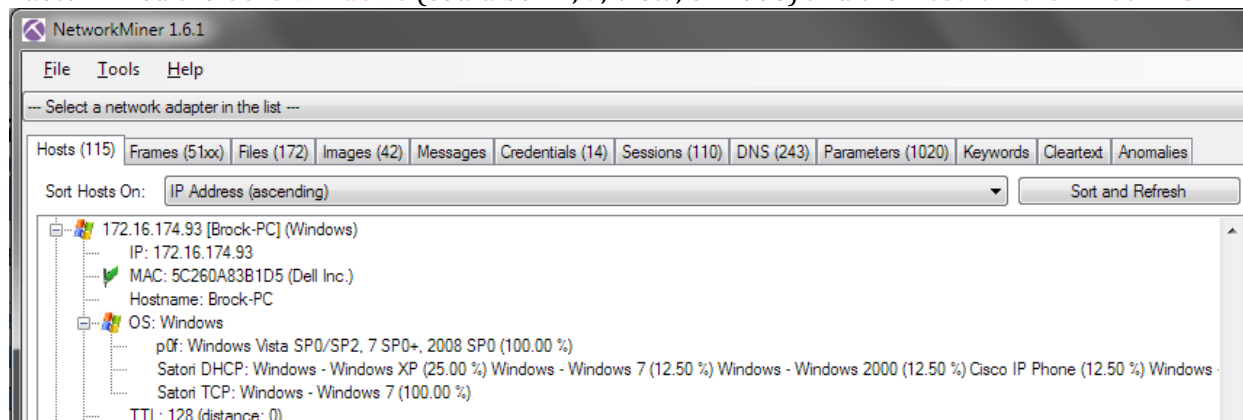 NetworkMiner 1.6.1
File Tools Help
--- Select a network adapter in the list ---
Hosts (115) Frames (51xx) Files (172) Images (42) Messages Credentials (14) Sessions (110) DNS (243) Parameters (1020) Keywords Cleartext Anomalies
Sort Hosts On: IP Address (ascending) Sort and Refresh
172.16.174.93 [Brock-PC] (Windows)
IP: 172.16.174.93
MAC: 5C260A83B1D5 (Dell Inc.)
Hostname: Brock-PC
OS: Windows
p0f: Windows Vista SP0/SP2, 7 SP0+, 2008 SP0 (100.00 %)
Satori DHCP: Windows - Windows XP (25.00 %) Windows - Windows 7 (12.50 %) Windows - Windows 2000 (12.50 %) Cisco IP Phone (12.50 %) Windows -
Satori TCP: Windows - Windows 7 (100.00 %)
TTL: 128 (distance: 0)